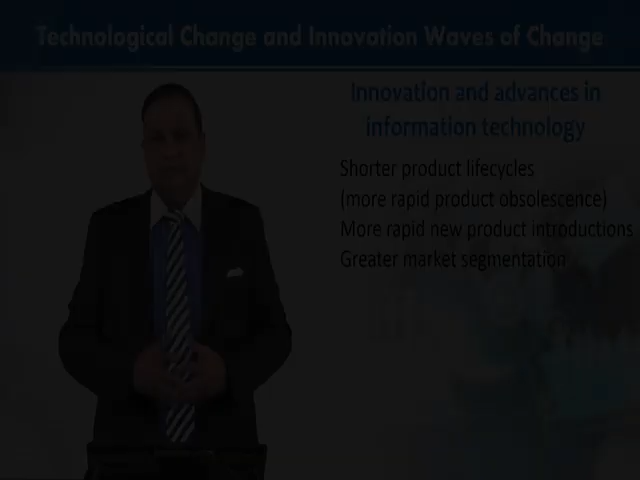 Technological Change and Innovation Waves of Change
Innovation and advances in
information technology
Shorter product lifecycles
(more rapid product obsolescence)
More rapid new product introductions
Greater market segmentation